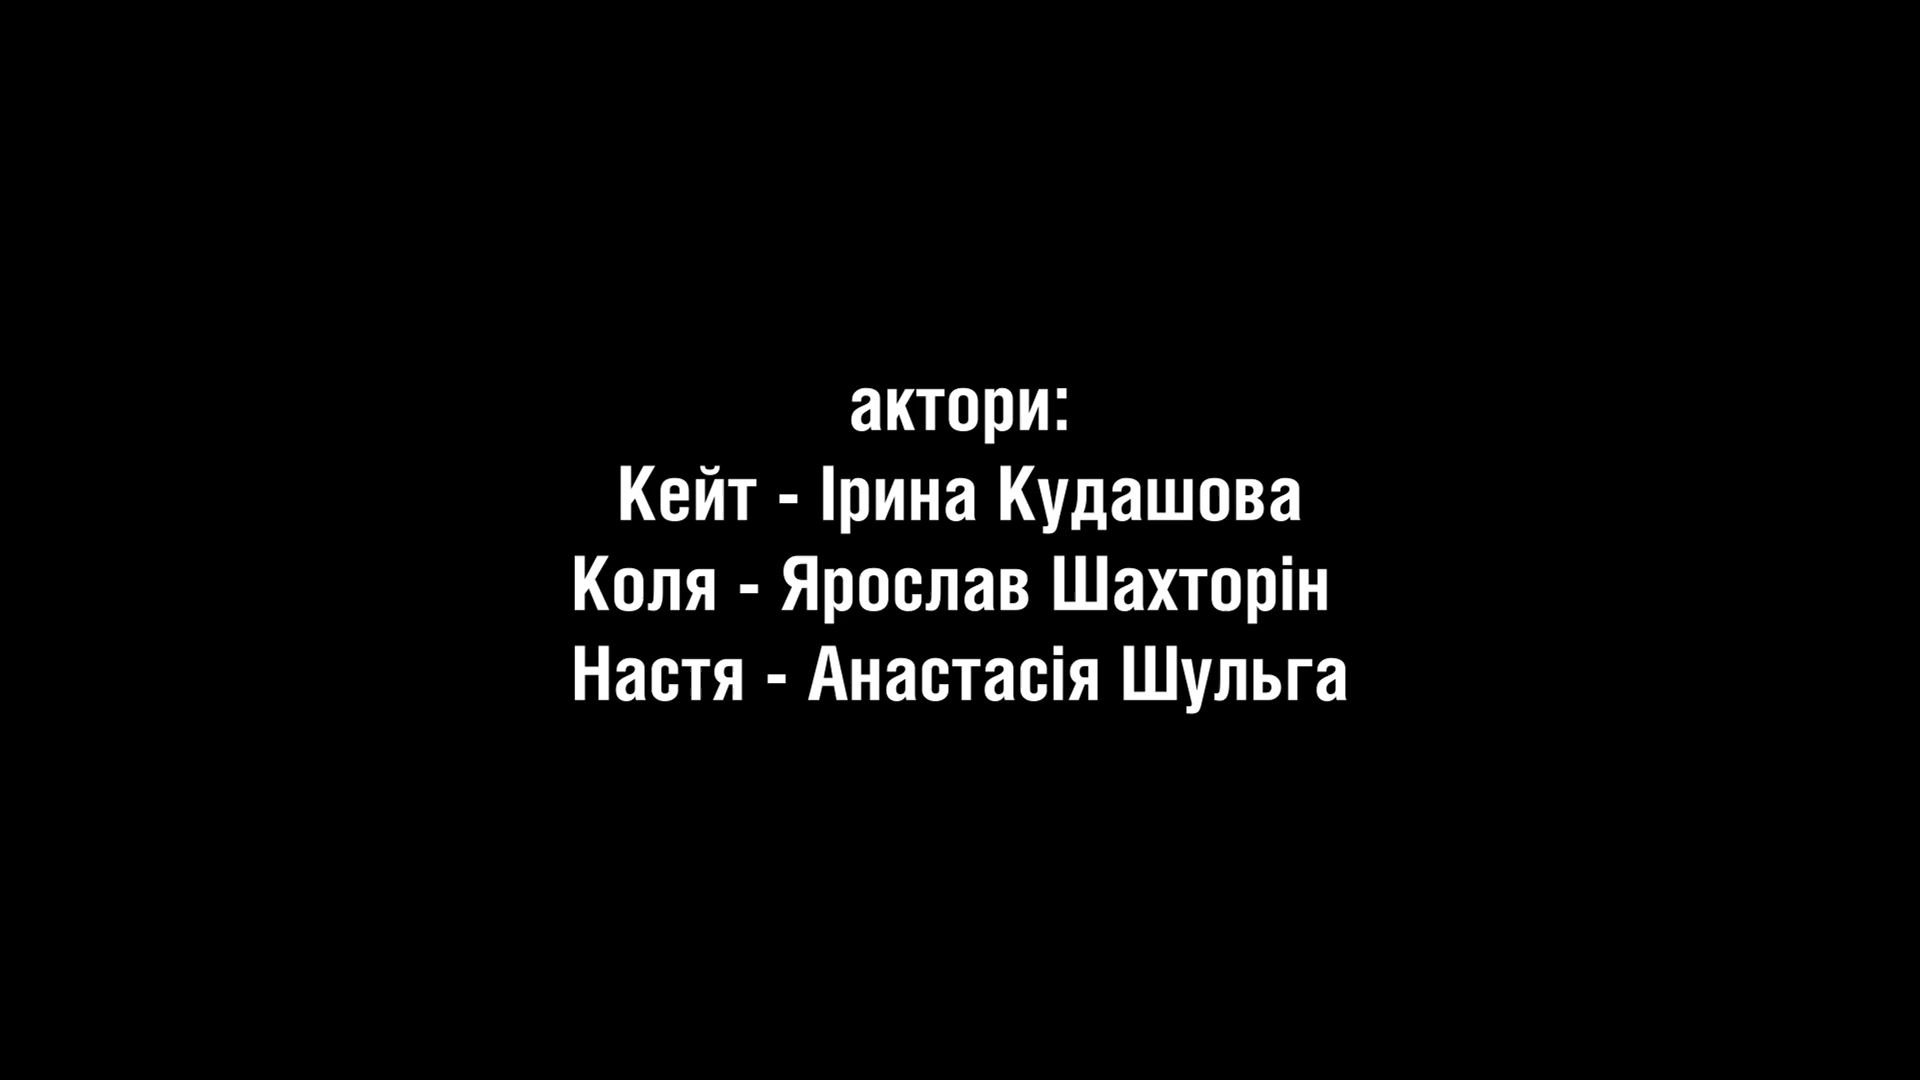 актори:
Кейт - Ірина Кудашова
Коля - Ярослав Шахторін
Настя - Анастасія Шульга